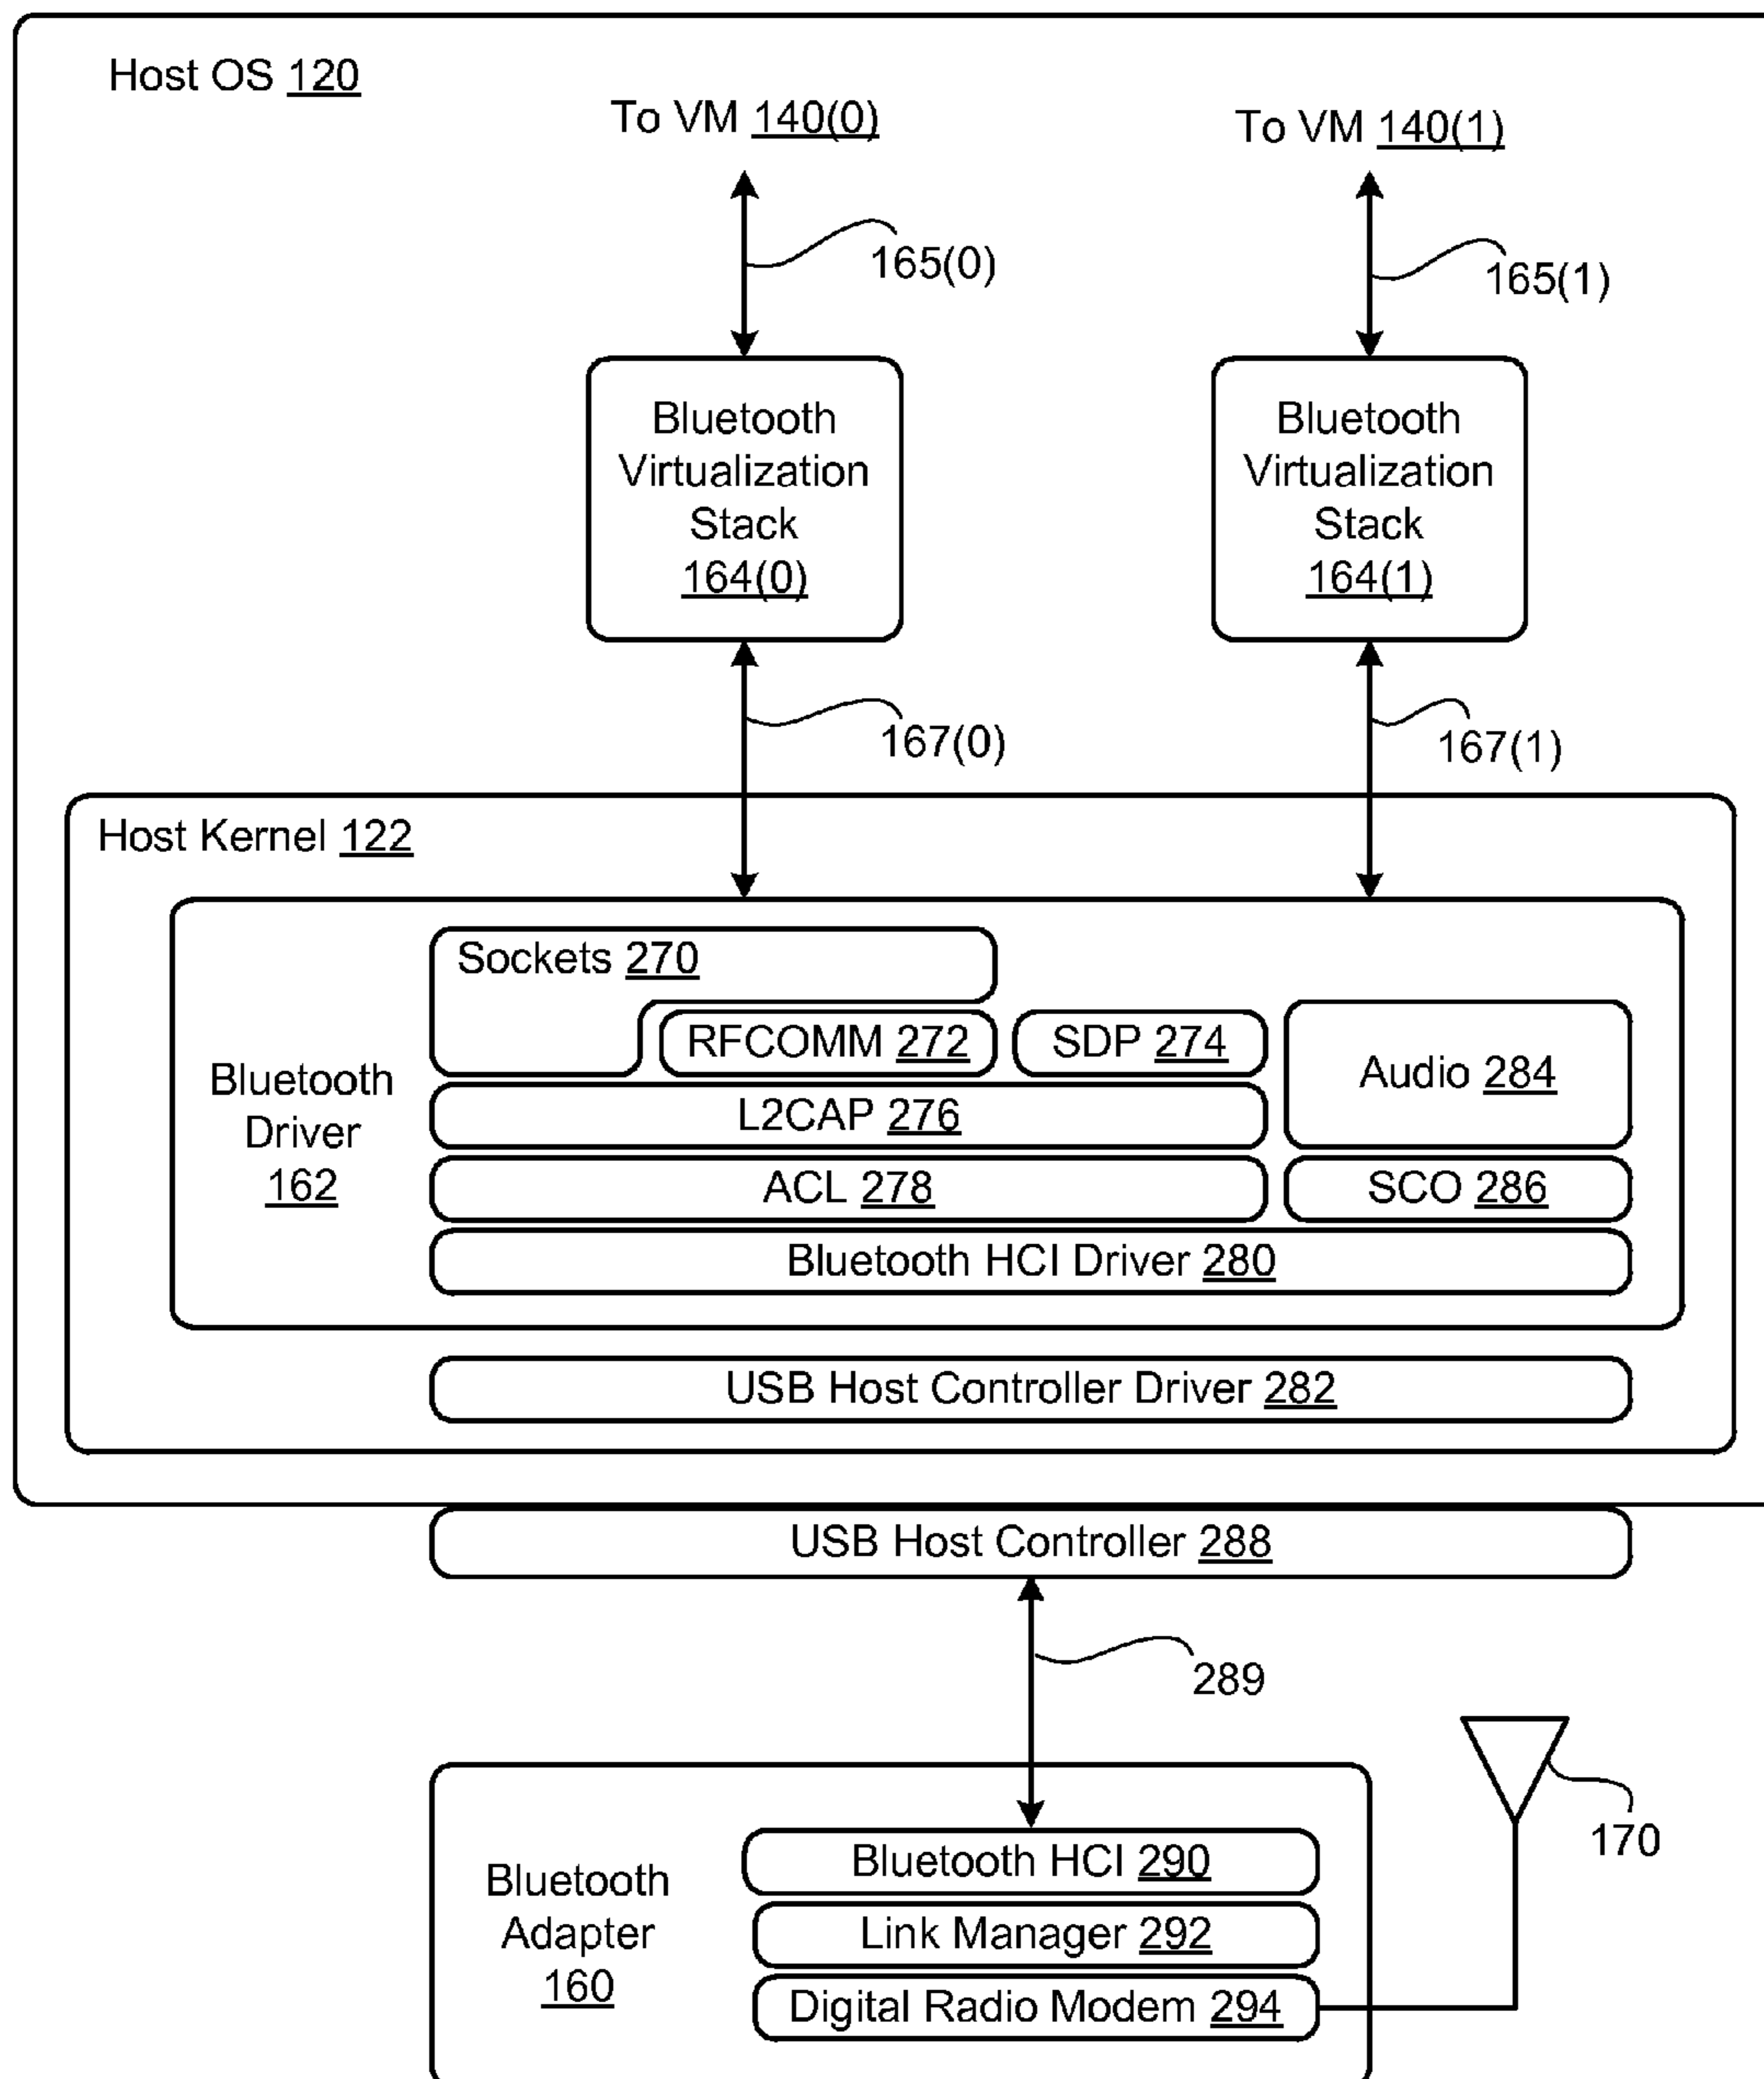 Host OS 120
To VM 140(0)
To VM 140(1)
165(0)
165(1)
Bluetooth
Virtualization
Stack
164(0)
Bluetooth
Virtualization
Stack
164(1)
167(0)
167(1)
Host Kernel 122
Sockets 270
RFCOMM 272
SDP 274
Audio 284
Bluetooth
Driver
162
L2CAP 276
ACL 278
SCO 286
Bluetooth HCI Driver 280
USB Host Controller Driver 282
USB Host Controller 288
289
170
Bluetooth
Adapter
160
Bluetooth HCI 290
Link Manager 292
Digital Radio Modem 294